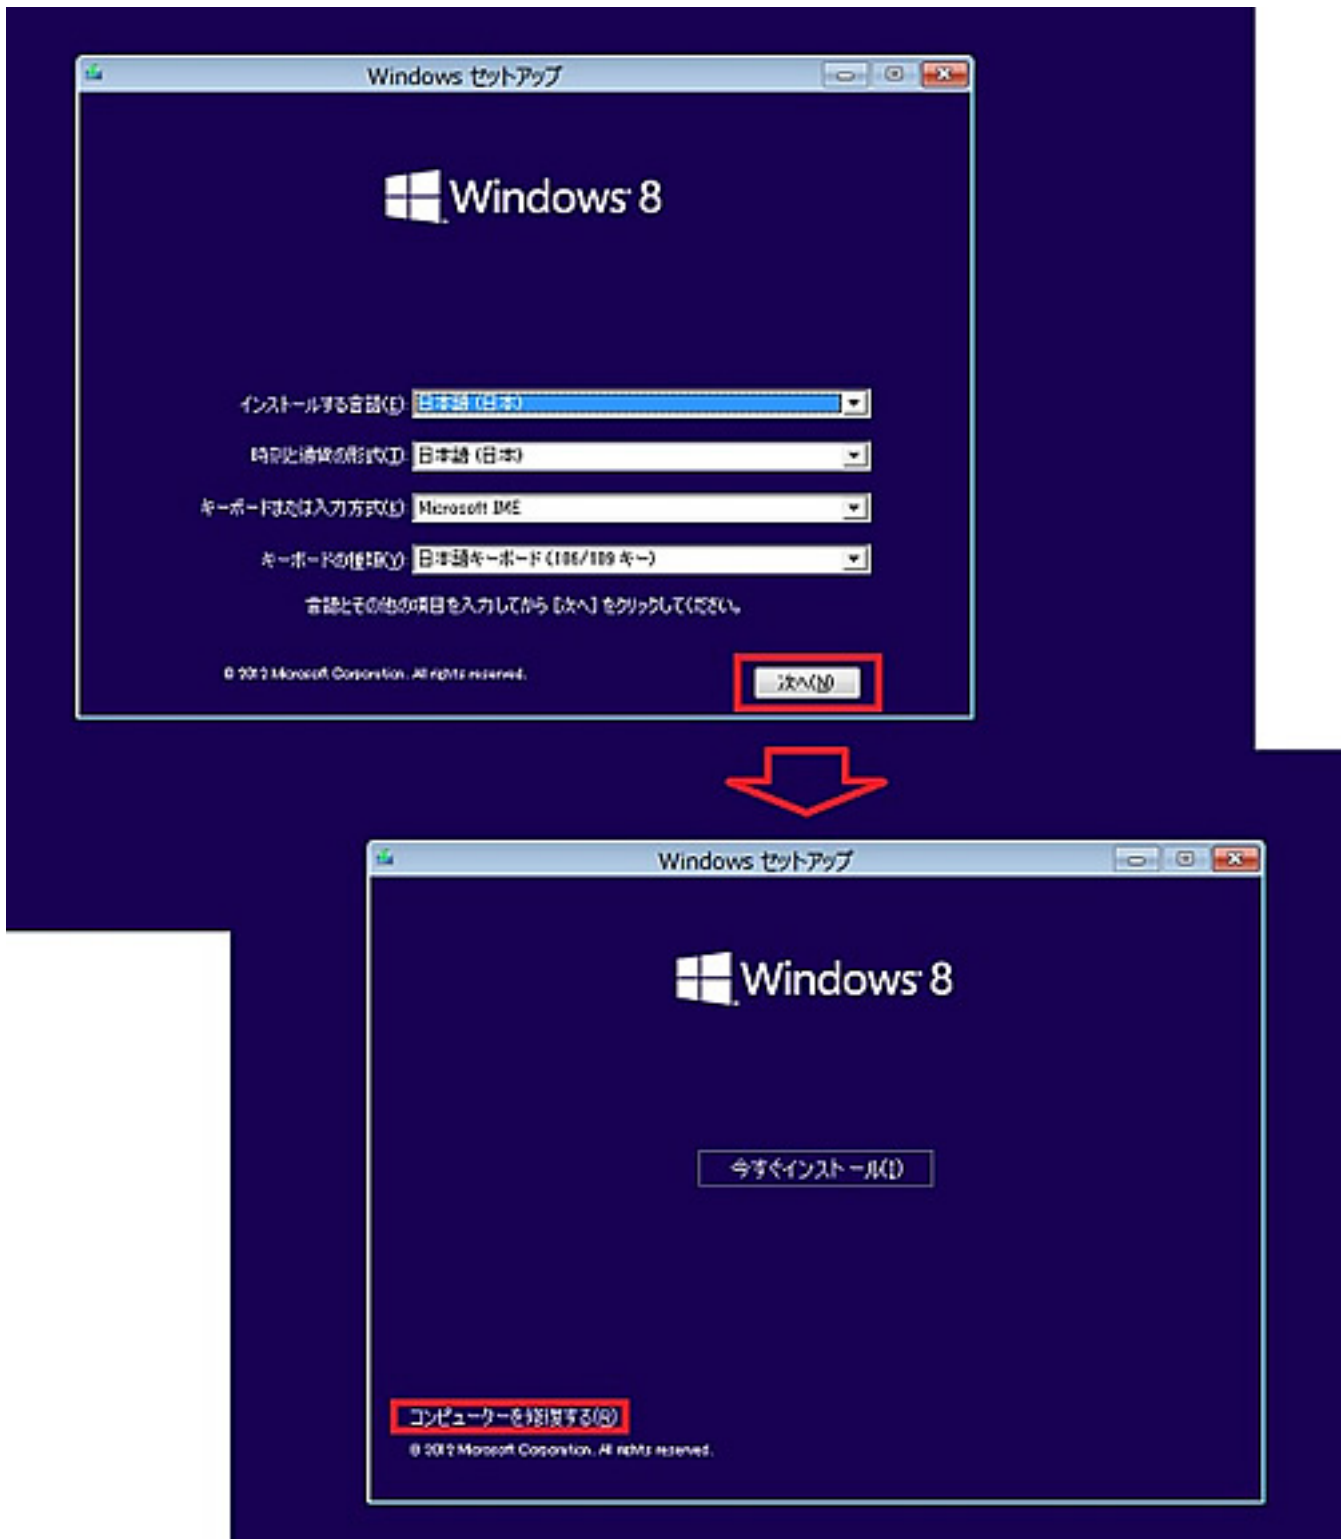 Windows セットアップ
Windows 8
インストールする言語(E): 日本語 (日本)
時刻と通貨の形式(T): 日本語 (日本)
キーボードまたは入力方式(K): Microsoft IME
キーボードの種類(Y): 日本語キーボード (106/109 キー)
言語とその他の項目を入力してから [次へ] をクリックしてください。
© 2012 Microsoft Corporation. All rights reserved.
次へ(N)
Windows セットアップ
Windows 8
今すぐインストール(I)
コンピューターを修復する(R)
© 2012 Microsoft Corporation. All rights reserved.